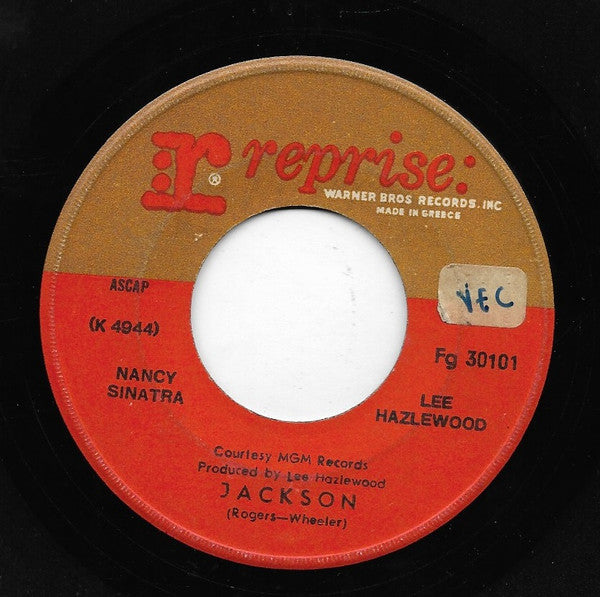 r® reprise:
WARNER BROS RECORDS, INC
MADE IN GREECE
ASCAP
VEC
(K 4944)
Fg 30101
NANCY
SINATRA
LEE
HAZLEWOOD
Courtesy MGM Records
Produced by Lee Hazlewood
JACKSON
(Rogers—Wheeler)